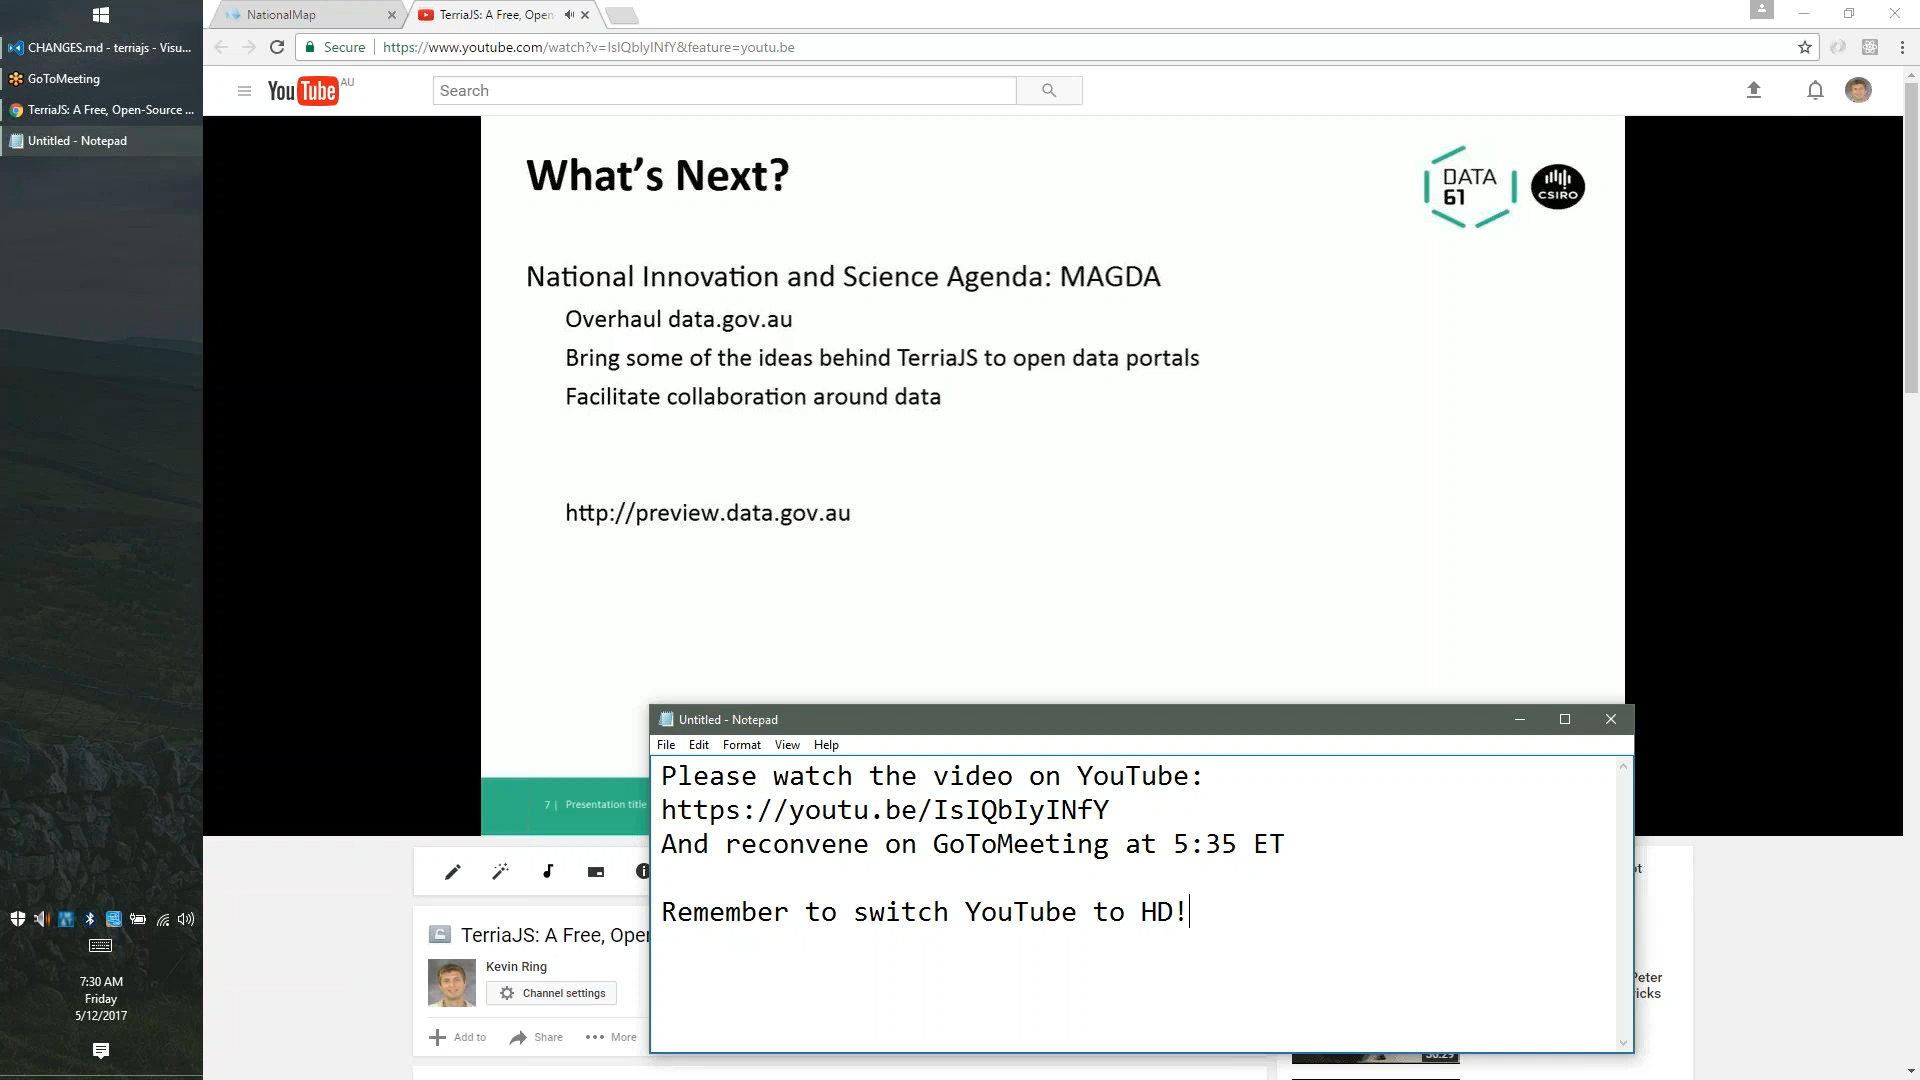 CHANGES.md - terriajs - Visu...
GoToMeeting
TerriaJS: A Free, Open-Source ...
Untitled - Notepad
7:30 AM
Friday
5/12/2017
NationalMap
TerriaJS: A Free, Open
Secure
https://www.youtube.com/watch?v=IsIQbIyINfY&feature=youtu.be
YouTube AU
Search
What's Next?
DATA
61
CSIRO
National Innovation and Science Agenda: MAGDA
Overhaul data.gov.au
Bring some of the ideas behind TerriaJS to open data portals
Facilitate collaboration around data
http://preview.data.gov.au
7 | Presentation title
Untitled - Notepad
File Edit Format View Help
Please watch the video on YouTube:
https://youtu.be/IsIQbIyINfY
And reconvene on GoToMeeting at 5:35 ET
Remember to switch YouTube to HD!
TerriaJS: A Free, Oper
Kevin Ring
Channel settings
Add to Share More
Peter